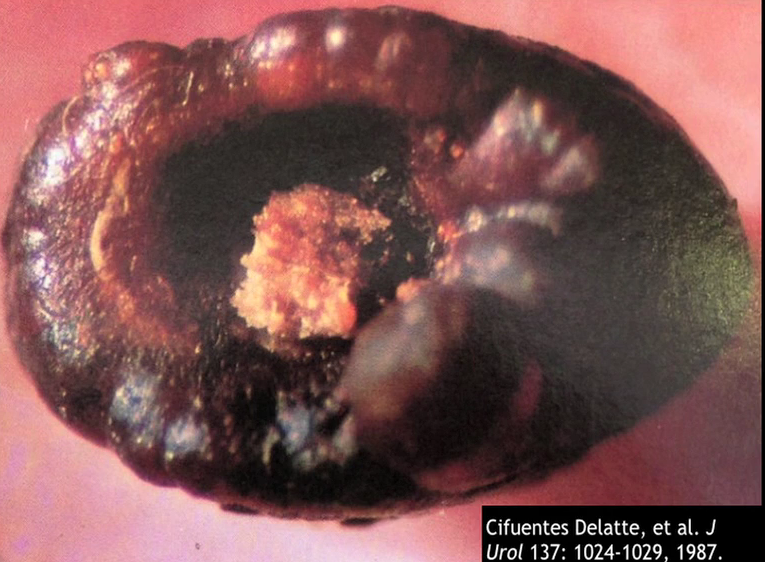 Cifuentes Delatte, et al. J
Urol 137: 1024-1029, 1987.